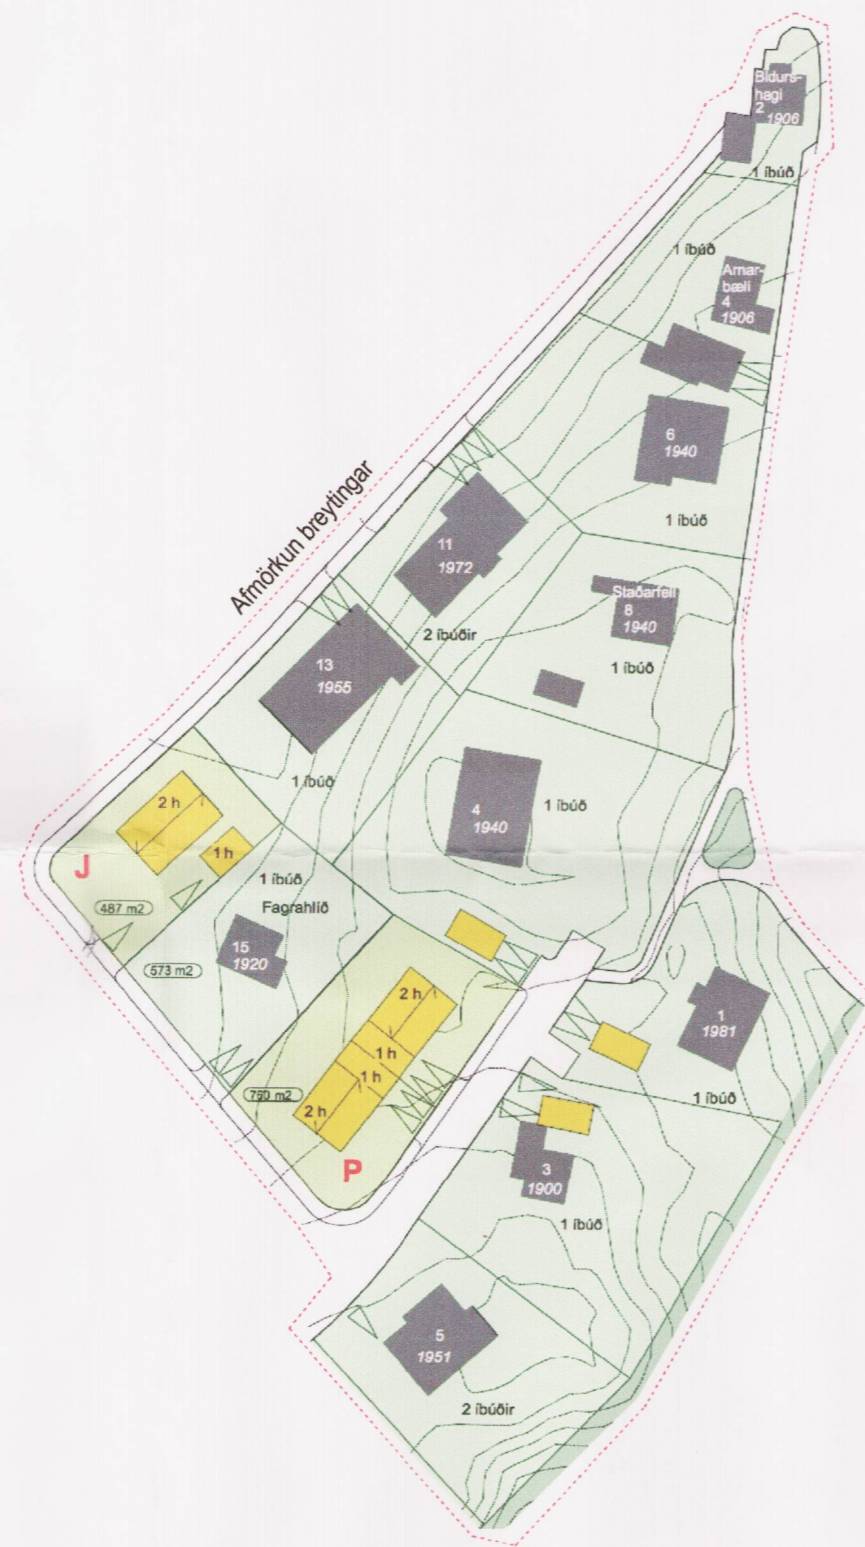 Bldurs-
hagi
2 1906
1 íbúð
1 íbúð
Arnar-
bæli
4
1906
6
1940
1 íbúð
Afmörkun breytingar
11
1972
2 íbúðir
Staðarfell
8
1940
1 íbúð
13
1955
1 íbúð
4
1940
1 íbúð
2 h
1 h
J
487 m2
1 íbúð
Fagrahlíð
15
1920
573 m2
2 h
1 h
1 h
2 h
760 m2
P
1
1981
1 íbúð
3
1900
1 íbúð
5
1951
2 íbúðir